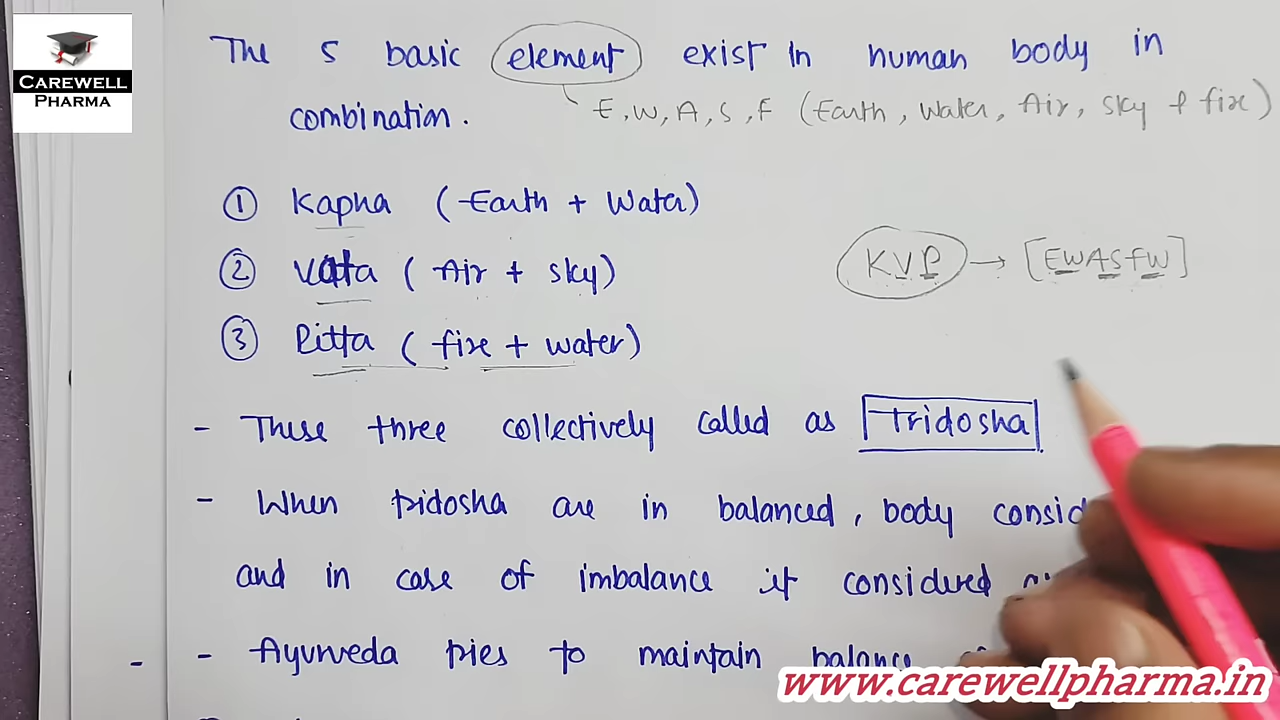 CAREWELL
PHARMA
The 5 basic element exist in human body in
combination.
E, W, A, S, F (Earth, Water, Air, Sky & fire)
① Kapha (Earth + Water)
② Vata (Air + sky)
③ Pitta (fire + water)
KVP → [EWASFW]
- These three collectively called as Tridosha
- When tridosha are in balanced, body consid
and in case of imbalance it considered
- - Ayurveda tries to maintain balance
www.carewellpharma.in